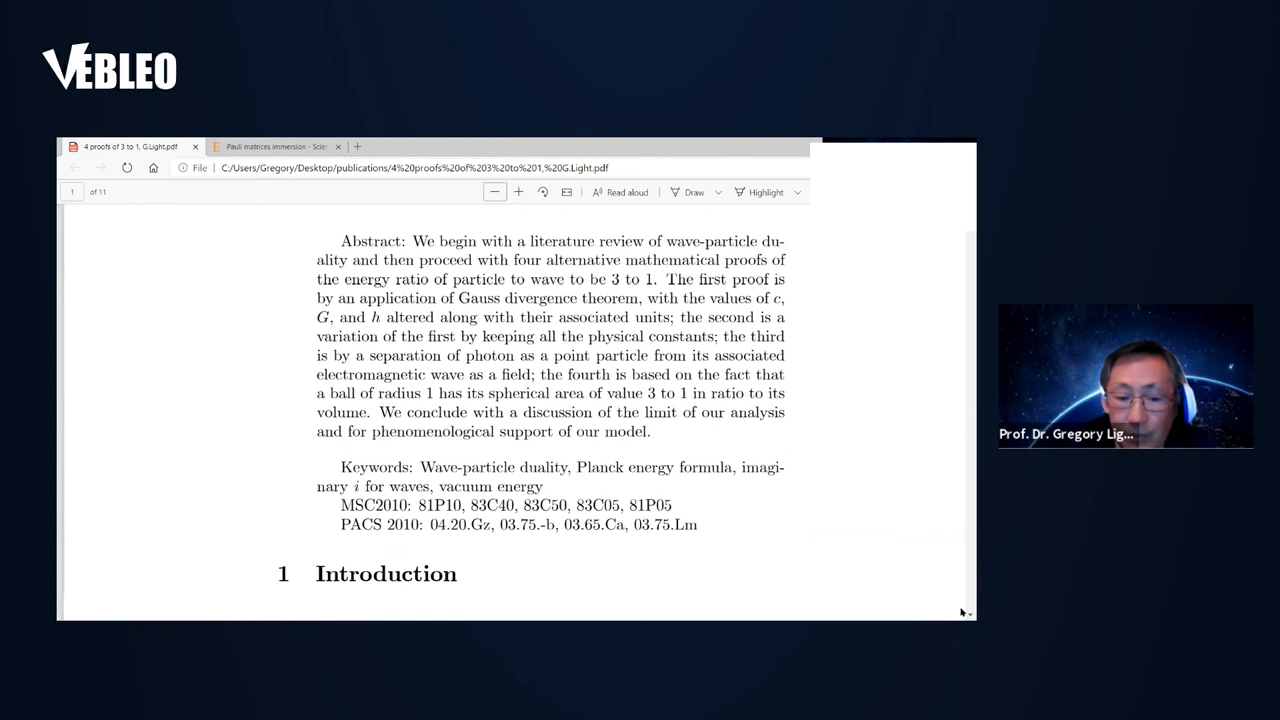 VEBLEO
4 proofs of 3 to 1, G.Light.pdf
Pauli matrices immersion - Scien
File
C:/Users/Gregory/Desktop/publications/4%20proofs%20of%203%20to%201,%20G.Light.pdf
1 of 11
Read aloud
Draw
Highlight
Abstract: We begin with a literature review of wave-particle du-
ality and then proceed with four alternative mathematical proofs of
the energy ratio of particle to wave to be 3 to 1. The first proof is
by an application of Gauss divergence theorem, with the values of c,
G, and h altered along with their associated units; the second is a
variation of the first by keeping all the physical constants; the third
is by a separation of photon as a point particle from its associated
electromagnetic wave as a field; the fourth is based on the fact that
a ball of radius 1 has its spherical area of value 3 to 1 in ratio to its
volume. We conclude with a discussion of the limit of our analysis
and for phenomenological support of our model.
Keywords: Wave-particle duality, Planck energy formula, imagi-
nary i for waves, vacuum energy
MSC2010: 81P10, 83C40, 83C50, 83C05, 81P05
PACS 2010: 04.20.Gz, 03.75.-b, 03.65.Ca, 03.75.Lm
1 Introduction
Prof. Dr. Gregory Lig...